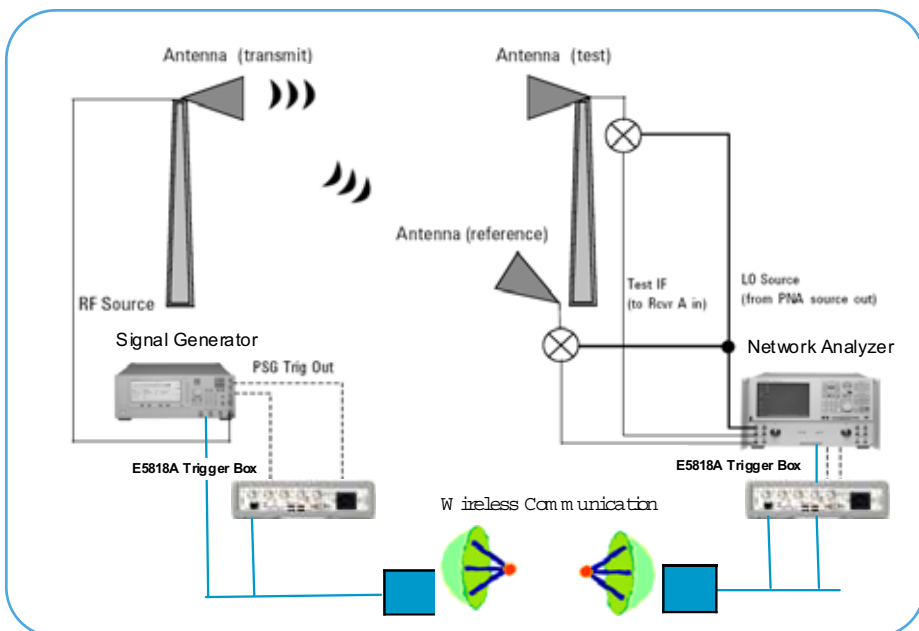 Antenna (transmit)
Antenna (test)
Antenna (reference)
RF Source
Test IF
(to Rcvr A in)
LO Source
(from PNA source out)
Signal Generator
Network Analyzer
PSG Trig Out
E5818A Trigger Box
E5818A Trigger Box
Wireless Communication